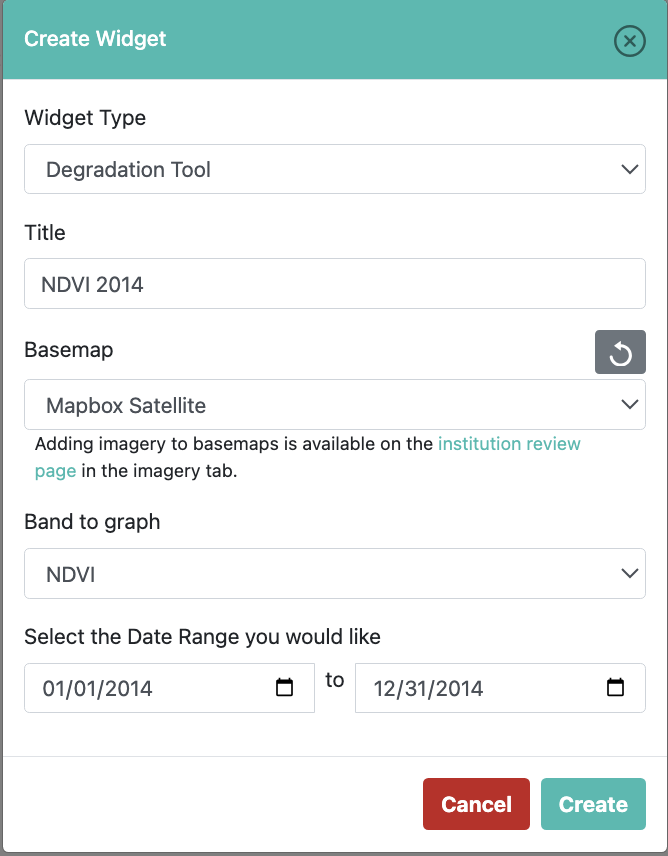 Create Widget
Widget Type
Degradation Tool
Title
NDVI 2014
Basemap
Mapbox Satellite
Adding imagery to basemaps is available on the institution review
page in the imagery tab.
Band to graph
NDVI
Select the Date Range you would like
01/01/2014 to 12/31/2014
Cancel Create